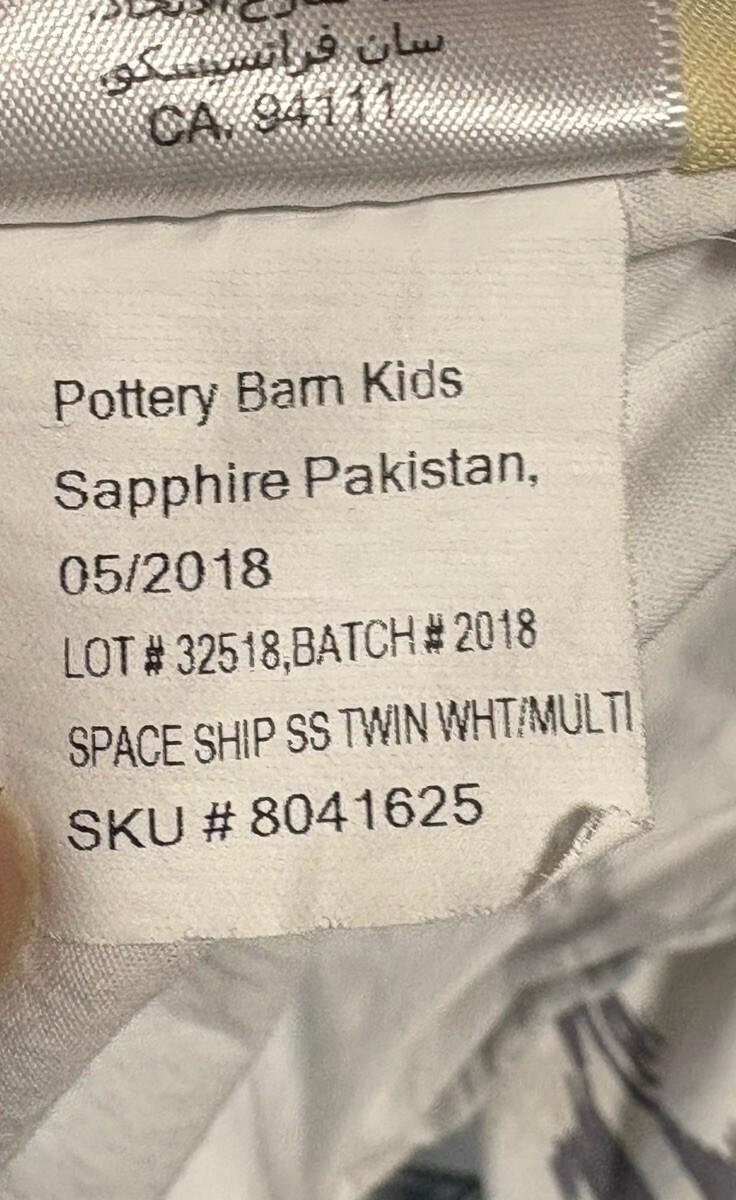 سان فرانسيسكو,
CA, 94111
Pottery Barn Kids
Sapphire Pakistan,
05/2018
LOT # 32518,BATCH # 2018
SPACE SHIP SS TWIN WHT/MULTI
SKU # 8041625